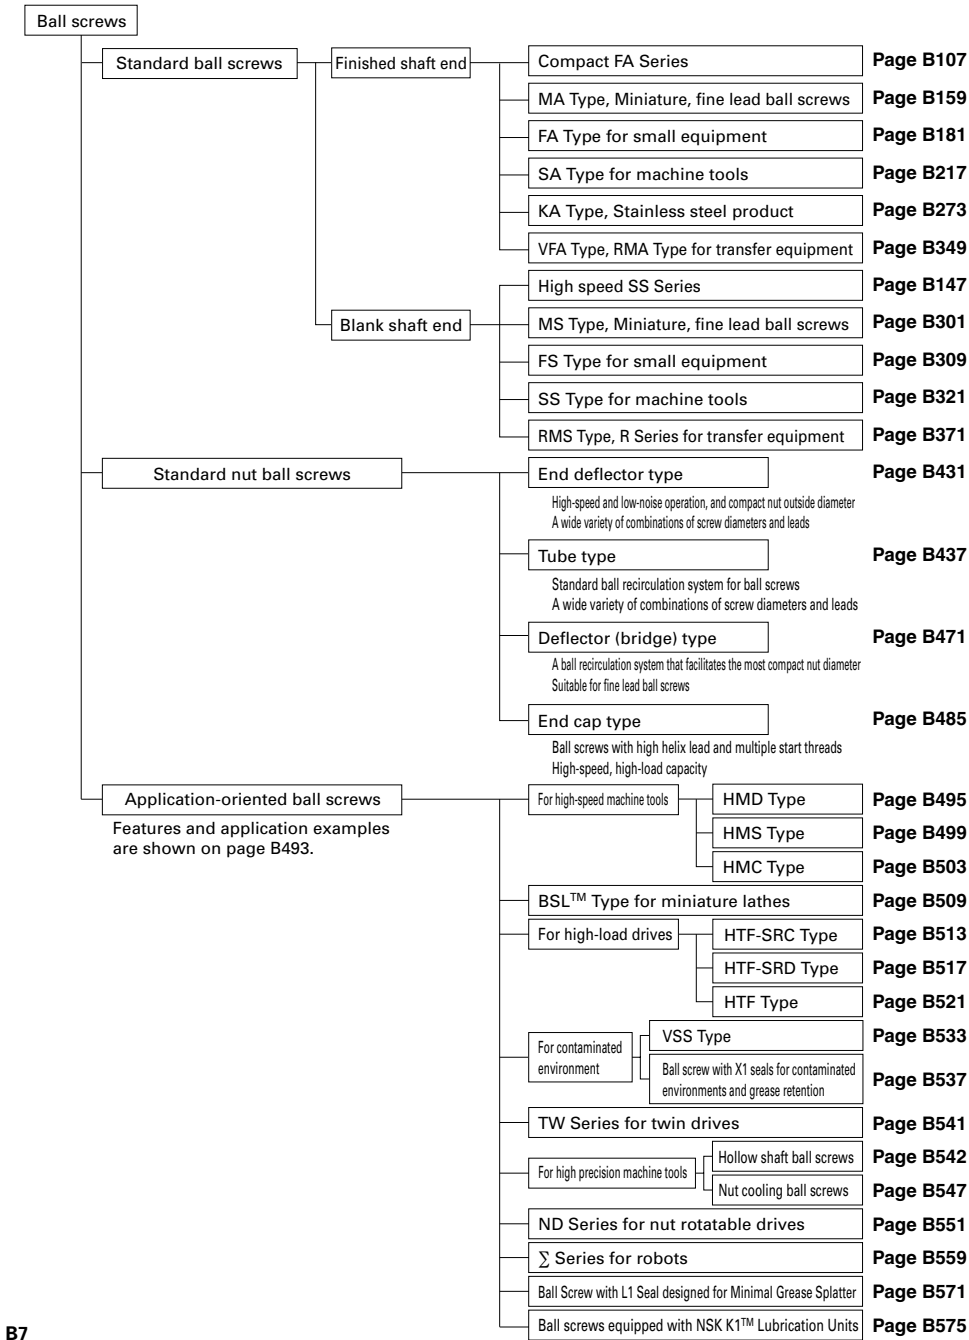 Ball screws
Standard ball screws
Finished shaft end
Compact FA Series Page B107
MA Type, Miniature, fine lead ball screws Page B159
FA Type for small equipment Page B181
SA Type for machine tools Page B217
KA Type, Stainless steel product Page B273
VFA Type, RMA Type for transfer equipment Page B349
High speed SS Series Page B147
Blank shaft end
MS Type, Miniature, fine lead ball screws Page B301
FS Type for small equipment Page B309
SS Type for machine tools Page B321
RMS Type, R Series for transfer equipment Page B371
Standard nut ball screws
End deflector type Page B431
High-speed and low-noise operation, and compact nut outside diameter
A wide variety of combinations of screw diameters and leads
Tube type Page B437
Standard ball recirculation system for ball screws
A wide variety of combinations of screw diameters and leads
Deflector (bridge) type Page B471
A ball recirculation system that facilitates the most compact nut diameter
Suitable for fine lead ball screws
End cap type Page B485
Ball screws with high helix lead and multiple start threads
High-speed, high-load capacity
Application-oriented ball screws
Features and application examples
are shown on page B493.
For high-speed machine tools
HMD Type Page B495
HMS Type Page B499
HMC Type Page B503
BSL™ Type for miniature lathes Page B509
For high-load drives
HTF-SRC Type Page B513
HTF-SRD Type Page B517
HTF Type Page B521
For contaminated
environment
VSS Type Page B533
Ball screw with X1 seals for contaminated
environments and grease retention Page B537
TW Series for twin drives Page B541
For high precision machine tools
Hollow shaft ball screws Page B542
Nut cooling ball screws Page B547
ND Series for nut rotatable drives Page B551
∑ Series for robots Page B559
Ball Screw with L1 Seal designed for Minimal Grease Splatter Page B571
Ball screws equipped with NSK K1™ Lubrication Units Page B575
B7